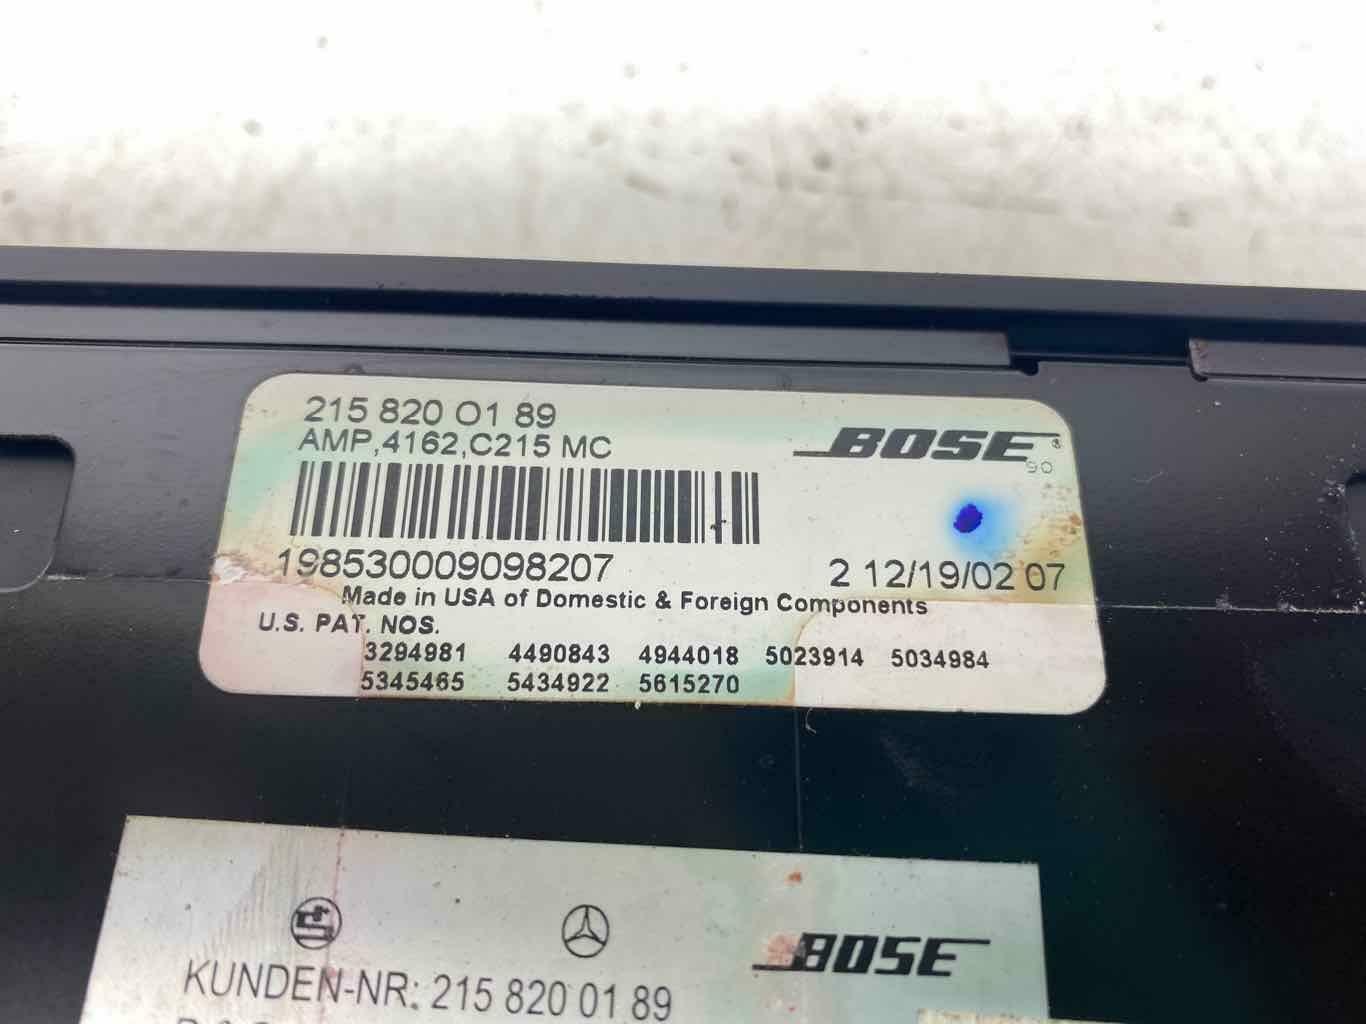 215 820 01 89
AMP,4162,C215 MC
BOSE®
90
198530009098207
2 12/19/02 07
Made in USA of Domestic & Foreign Components
U.S. PAT. NOS.
3294981 4490843 4944018 5023914 5034984
5345465 5434922 5615270
BOSE
KUNDEN-NR: 215 820 01 89